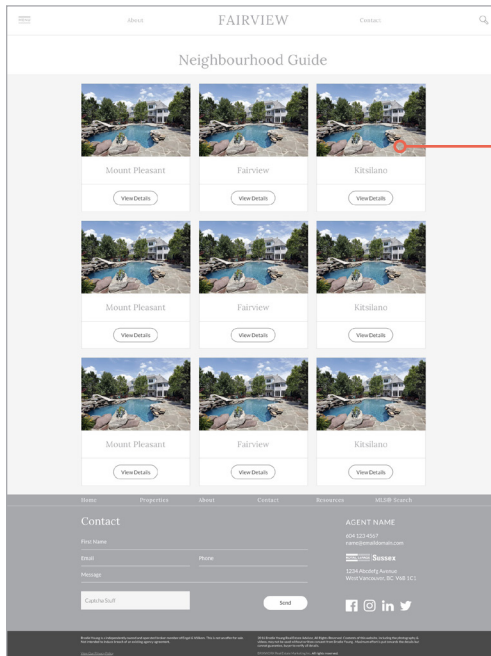 About FAIRVIEW Contact
Neighbourhood Guide
Mount Pleasant Fairview Kitsilano
View Details View Details View Details
Mount Pleasant Fairview Kitsilano
View Details View Details View Details
Mount Pleasant Fairview Kitsilano
View Details View Details View Details
Home Properties About Contact Resources MLS® Search
Contact
First Name
Email Phone
Message
Captcha Stuff
Send
AGENT NAME
604 123 4567
name@emaildomain.com
ROYAL LEPAGE Sussex
1234 Abcdefg Avenue
West Vancouver, BC V6B 1C1